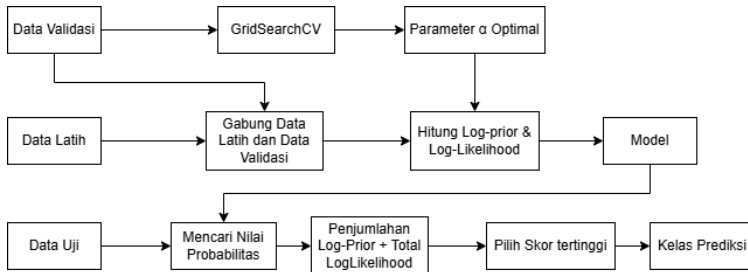 Data Validasi
GridSearchCV
Parameter α Optimal
Data Latih
Gabung Data
Latih dan Data
Validasi
Hitung Log-prior &
Log-Likelihood
Model
Data Uji
Mencari Nilai
Probabilitas
Penjumlahan
Log-Prior + Total
LogLikelihood
Pilih Skor tertinggi
Kelas Prediksi